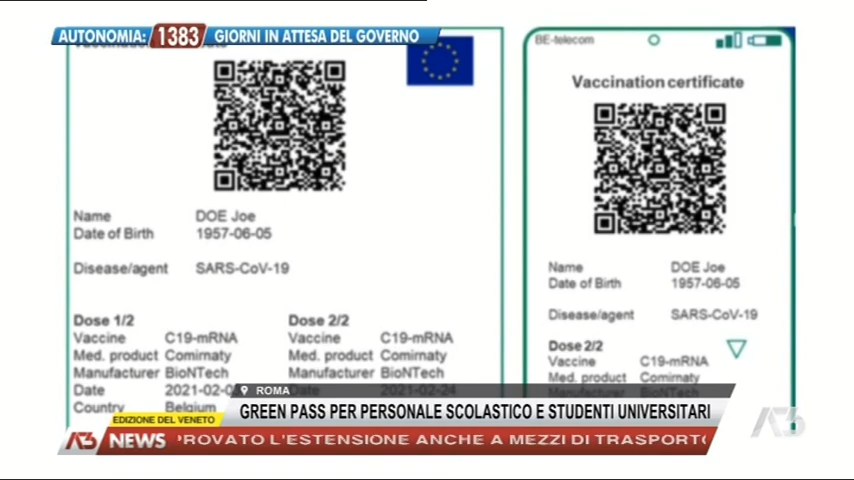 AUTONOMIA: 1383 GIORNI IN ATTESA DEL GOVERNO
Name DOE Joe
Date of Birth 1957-06-05
Disease/agent SARS-CoV-19
Dose 1/2 Dose 2/2
Vaccine C19-mRNA Vaccine C19-mRNA
Med. product Comirnaty Med. product Comirnaty
Manufacturer BioNTech Manufacturer BioNTech
Date 2021-02-0 Date 2021-02-24
Country Belgium
BE-telecom
Vaccination certificate
Name DOE Joe
Date of Birth 1957-06-05
Disease/agent SARS-CoV-19
Dose 2/2
Vaccine C19-mRNA
Med. product Comirnaty
Manufacturer BioNTech
ROMA
GREEN PASS PER PERSONALE SCOLASTICO E STUDENTI UNIVERSITARI
EDIZIONE DEL VENETO
A3 NEWS ROVATO L'ESTENSIONE ANCHE A MEZZI DI TRASPORTO
A3